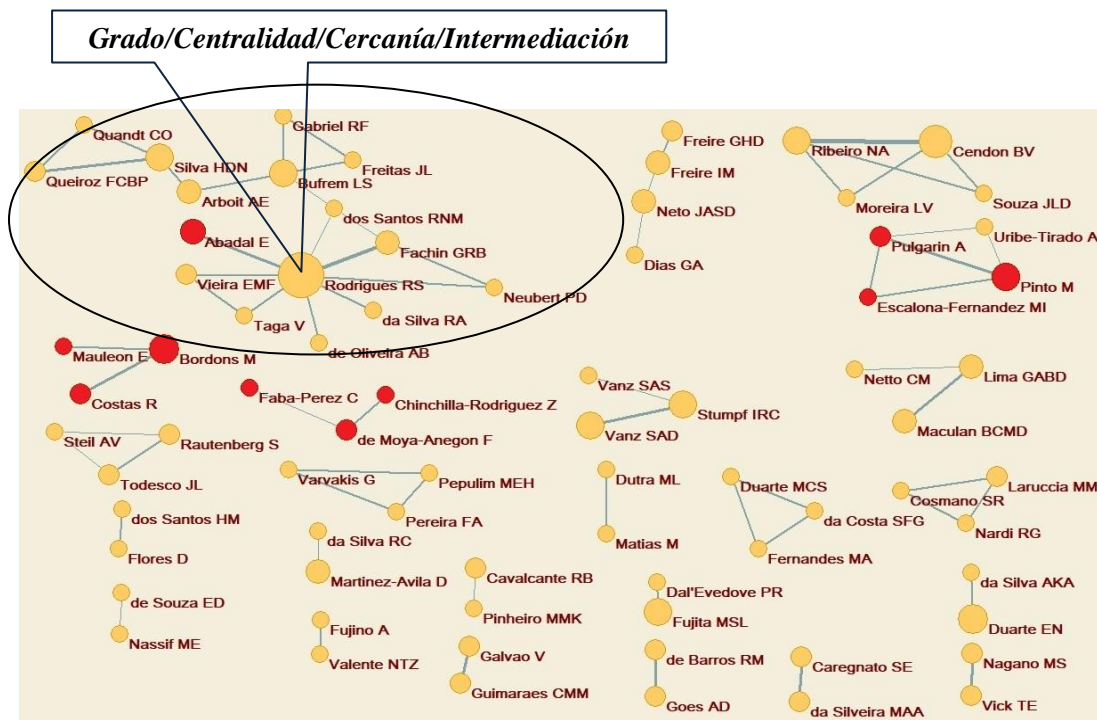 Grado/Centralidad/Cercanía/Intermediación
Quandt CO
Gabriel RF
Freire GHD
Ribeiro NA
Cendon BV
Queiroz FCBP
Silva HDN
Freitas JL
Freire IM
Bufrem LS
Arboit AE
Moreira LV
Souza JLD
dos Santos RNM
Neto JASD
Abadal E
Fachin GRB
Dias GA
Pulgarin A
Uribe-Tirado A
Vieira EMF
Rodrigues RS
Neubert PD
Pinto M
Escalona-Fernandez MI
Taga V
da Silva RA
de Oliveira AB
Mauleon E
Bordons M
Costas R
Faba-Perez C
Chinchilla-Rodriguez Z
de Moya-Anegon F
Vanz SAS
Stumpf IRC
Vanz SAD
Netto CM
Lima GABD
Maculan BCMD
Steil AV
Rautenberg S
Todesco JL
Varvakis G
Pepulim MEH
Pereira FA
Dutra ML
Matias M
Duarte MCS
da Costa SFG
Fernandes MA
Cosmano SR
Laruccia MM
Nardi RG
dos Santos HM
Flores D
da Silva RC
Martinez-Avila D
Cavalcante RB
Pinheiro MMK
Dal'Evedove PR
Fujita MSL
da Silva AKA
Duarte EN
de Souza ED
Nassif ME
Fujino A
Valente NTZ
Galvao V
Guimaraes CMM
de Barros RM
Goes AD
Caregnato SE
da Silveira MAA
Nagano MS
Vick TE